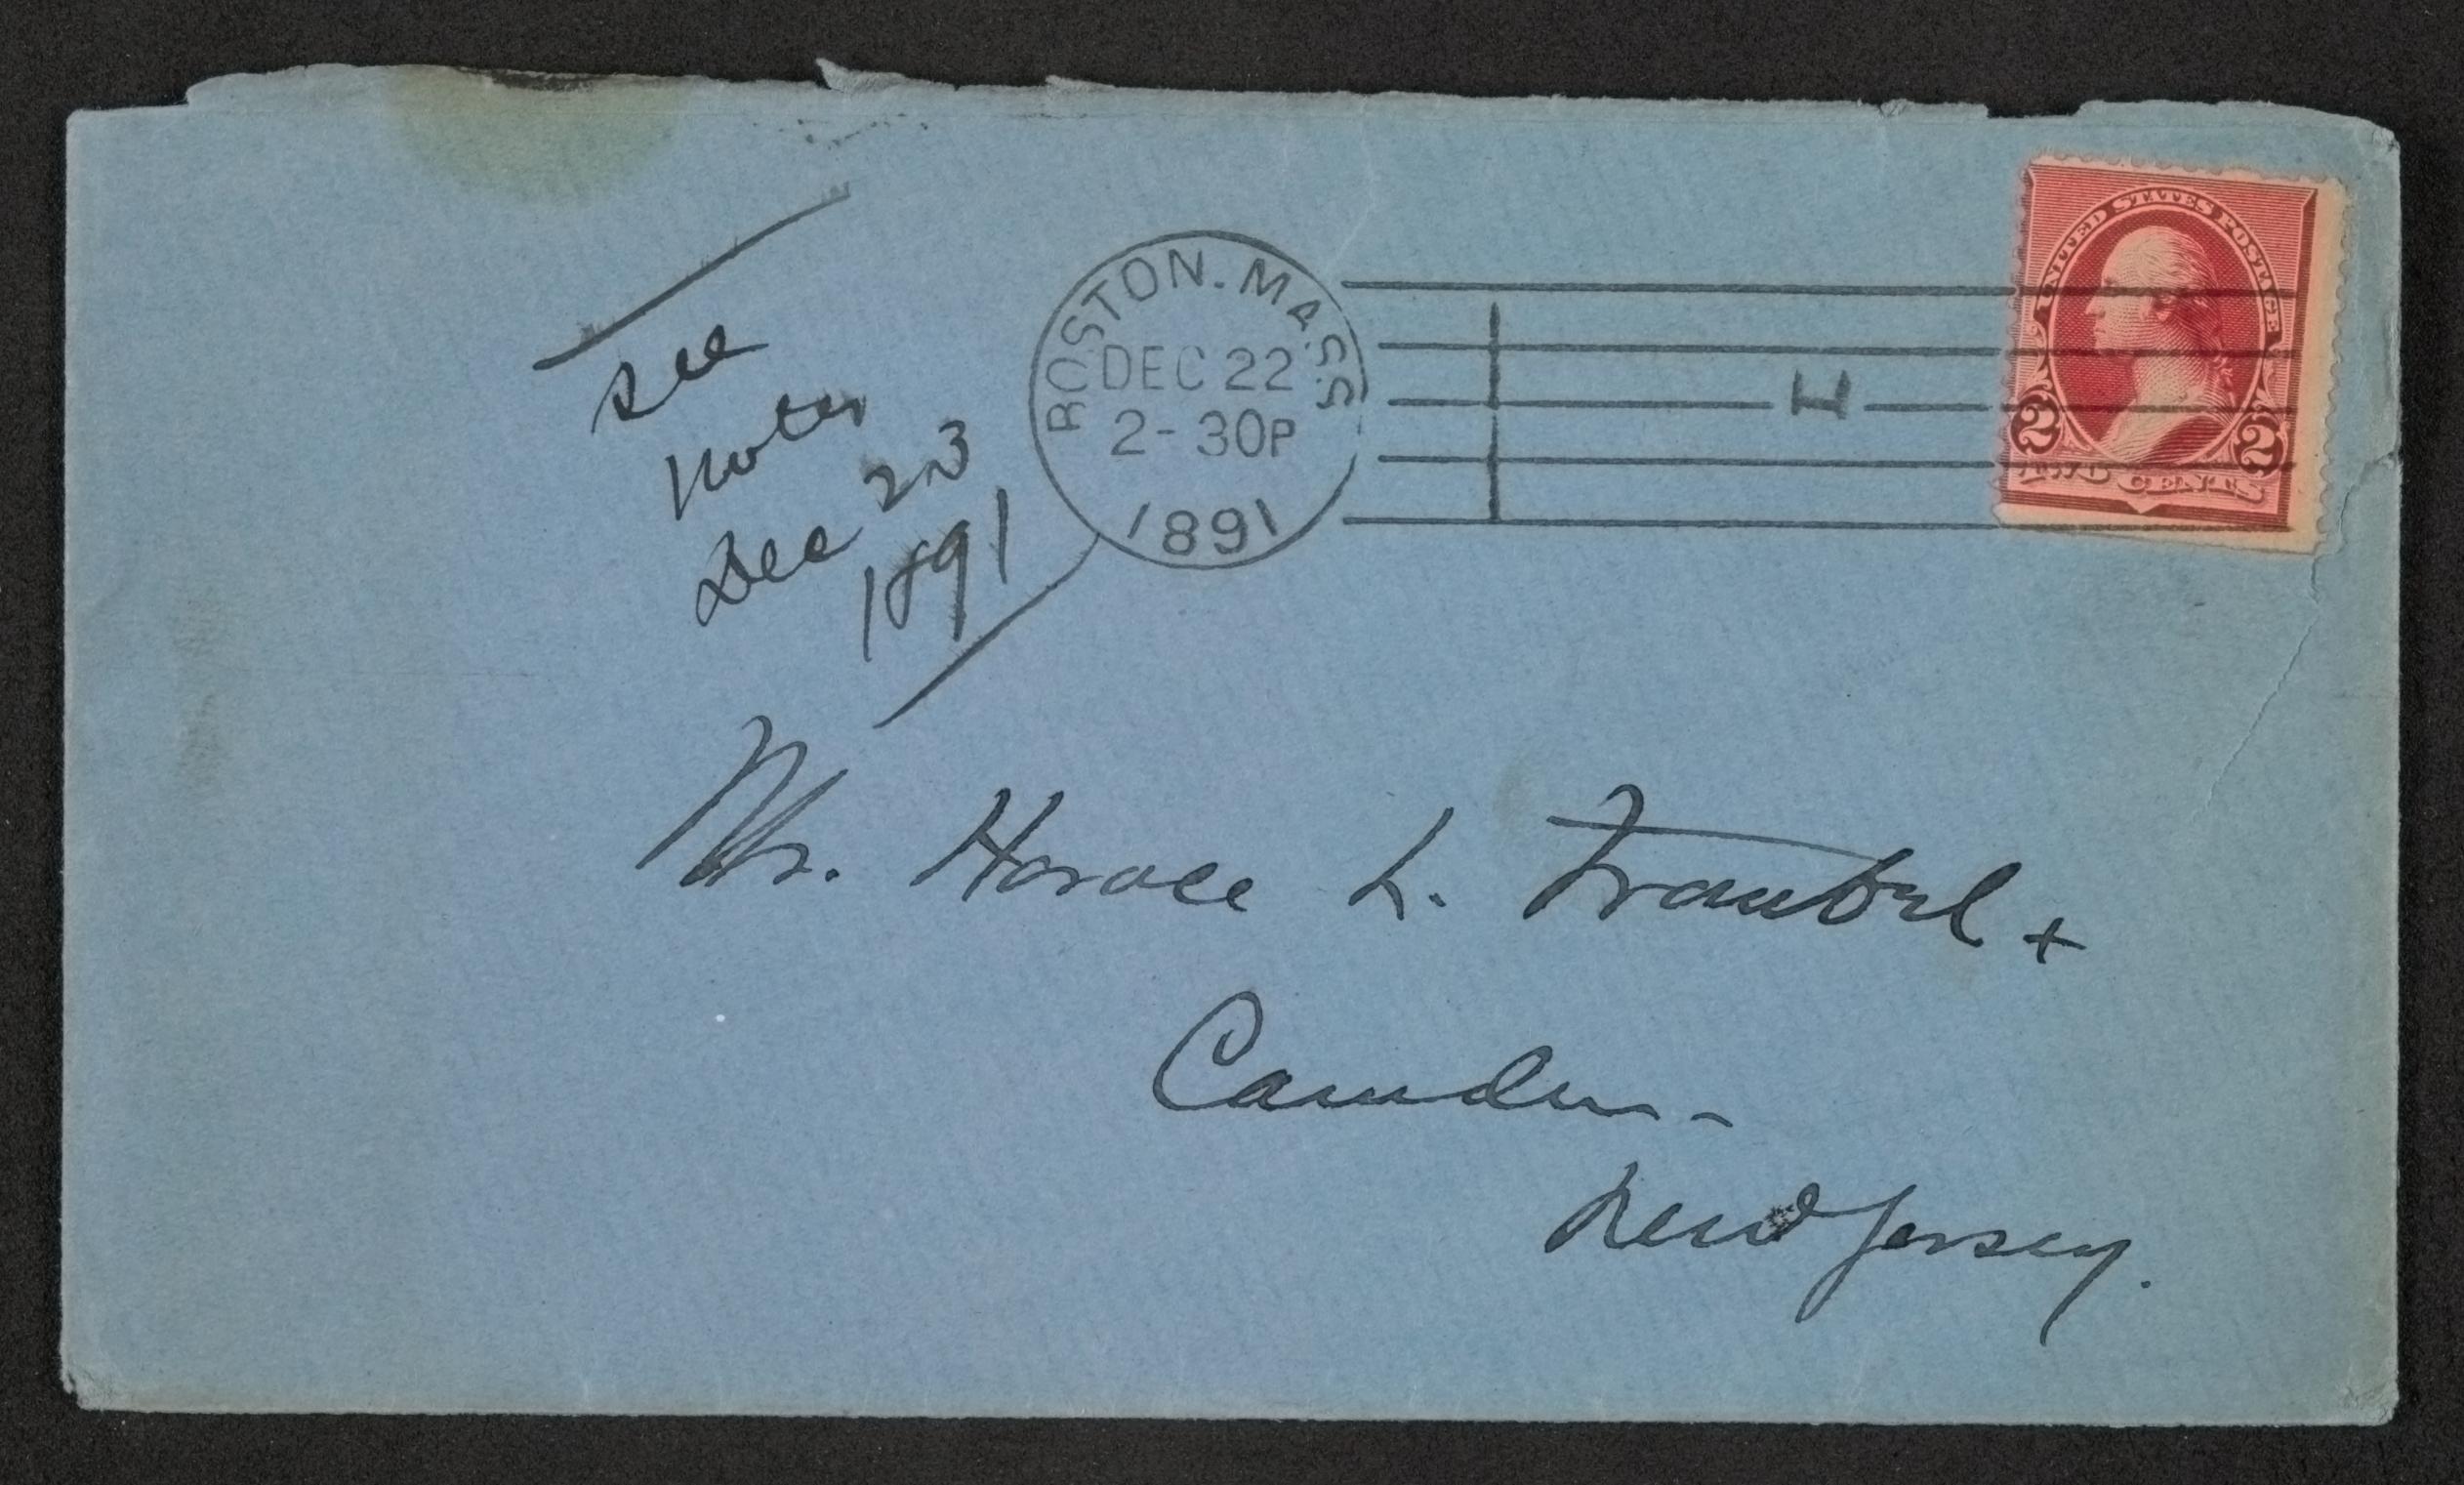 see
notes
Dec 23
1891
BOSTON. MASS
DEC 22
2-30P
1891
I
UNITED STATES POSTAGE
2 2
TWO CENTS
Mr. Horace L. Traubel +
Camden -
New Jersey.